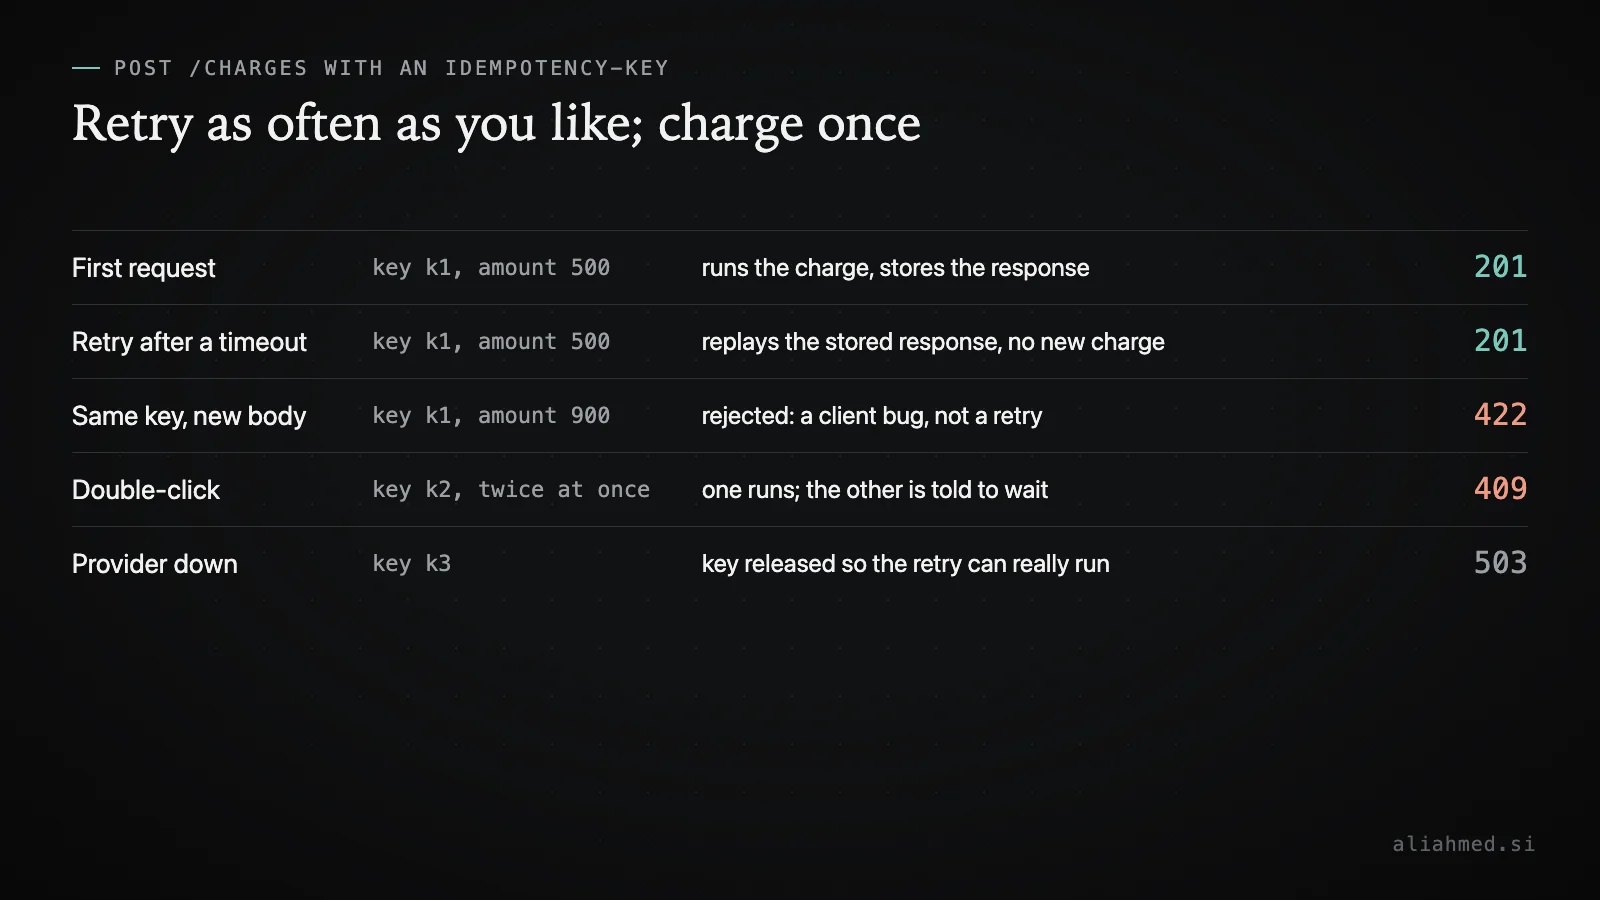 POST /CHARGES WITH AN IDEMPOTENCY-KEY
Retry as often as you like; charge once
First request key k1, amount 500 runs the charge, stores the response 201
Retry after a timeout key k1, amount 500 replays the stored response, no new charge 201
Same key, new body key k1, amount 900 rejected: a client bug, not a retry 422
Double-click key k2, twice at once one runs; the other is told to wait 409
Provider down key k3 key released so the retry can really run 503
aliahmed.si